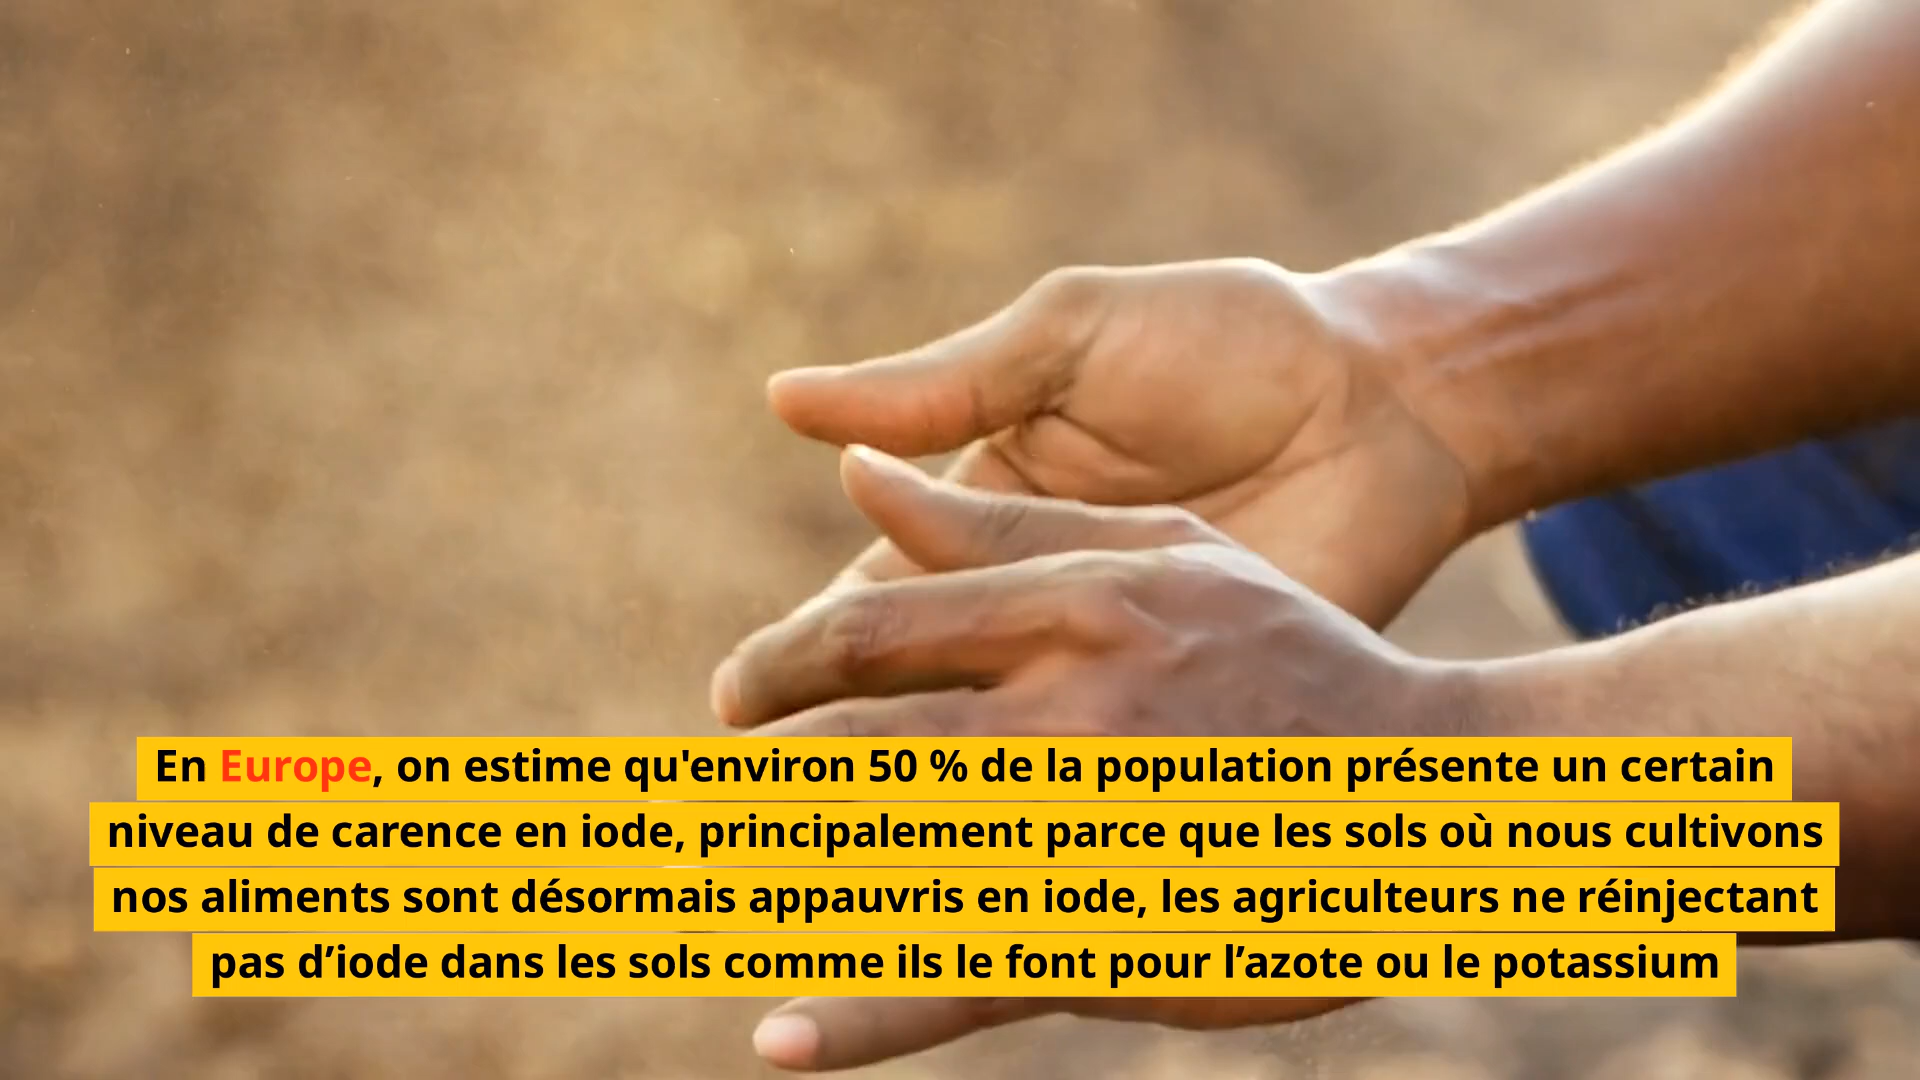 En Europe, on estime qu'environ 50 % de la population présente un certain
niveau de carence en iode, principalement parce que les sols où nous cultivons
nos aliments sont désormais appauvris en iode, les agriculteurs ne réinjectant
pas d’iode dans les sols comme ils le font pour l’azote ou le potassium